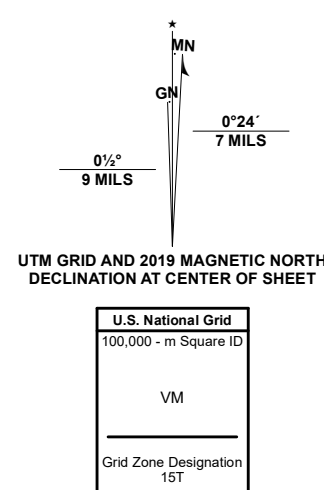 ★
MN
GN
0°24´
7 MILS
0½°
9 MILS
UTM GRID AND 2019 MAGNETIC NORTH
DECLINATION AT CENTER OF SHEET
U.S. National Grid
100,000 - m Square ID
VM
Grid Zone Designation
15T